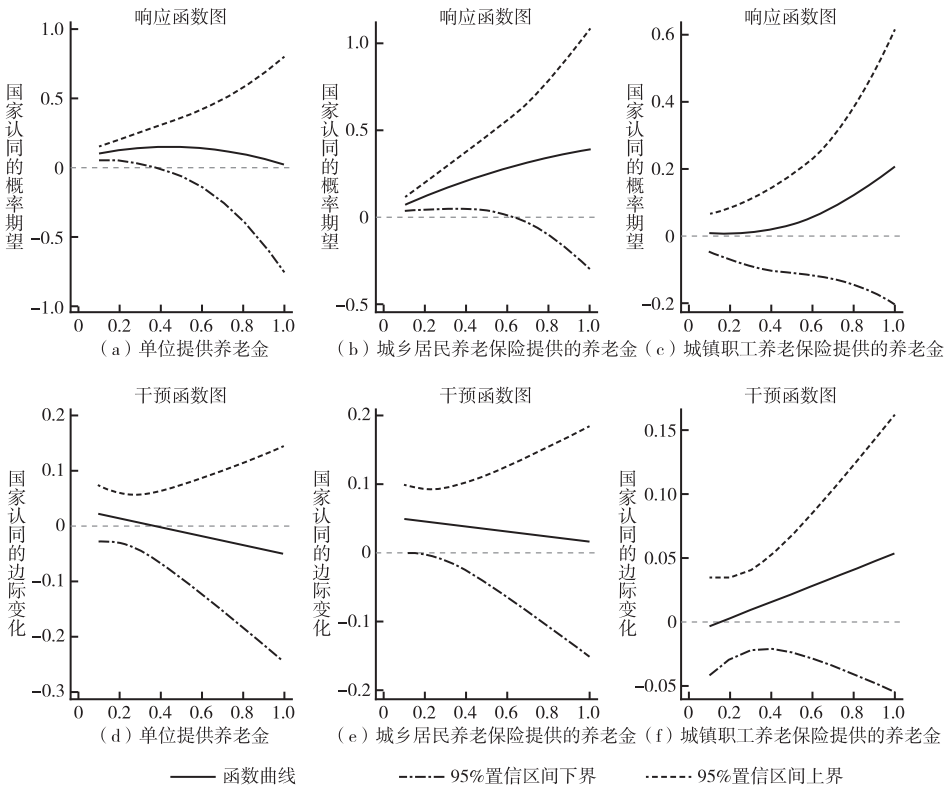 响应函数图
响应函数图
响应函数图
国家认同的概率期望
1.0
0.5
0
−0.5
−1.0
0 0.2 0.4 0.6 0.8 1.0
（a）单位提供养老金
国家认同的概率期望
1.0
0.5
0
−0.5
0 0.2 0.4 0.6 0.8 1.0
（b）城乡居民养老保险提供的养老金
国家认同的概率期望
0.6
0.4
0.2
0
−0.2
0 0.2 0.4 0.6 0.8 1.0
（c）城镇职工养老保险提供的养老金
干预函数图
干预函数图
干预函数图
国家认同的边际变化
0.2
0.1
0
−0.1
−0.2
−0.3
0 0.2 0.4 0.6 0.8 1.0
（d）单位提供养老金
国家认同的边际变化
0.2
0.1
0
−0.1
−0.2
0 0.2 0.4 0.6 0.8 1.0
（e）城乡居民养老保险提供的养老金
国家认同的边际变化
0.15
0.10
0.05
0
−0.05
0 0.2 0.4 0.6 0.8 1.0
（f）城镇职工养老保险提供的养老金
函数曲线 95%置信区间下界 95%置信区间上界